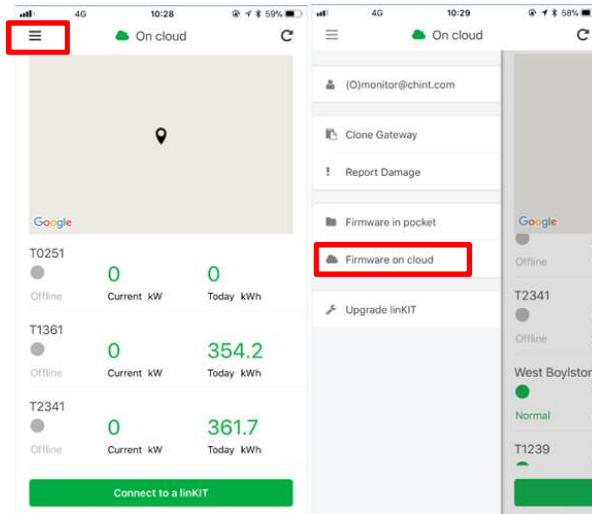 4G 10:28 59%
On cloud
Google
T0251
0 0
Offline Current kW Today kWh
T1361
0 354.2
Offline Current kW Today kWh
T2341
0 361.7
Offline Current kW Today kWh
Connect to a linKIT
4G 10:29 58%
On cloud
(O)monitor@chint.com
Clone Gateway
Report Damage
Firmware in pocket
Firmware on cloud
Upgrade linKIT
Google
Offline
T2341
Offline
West Boylston
Normal
T1239